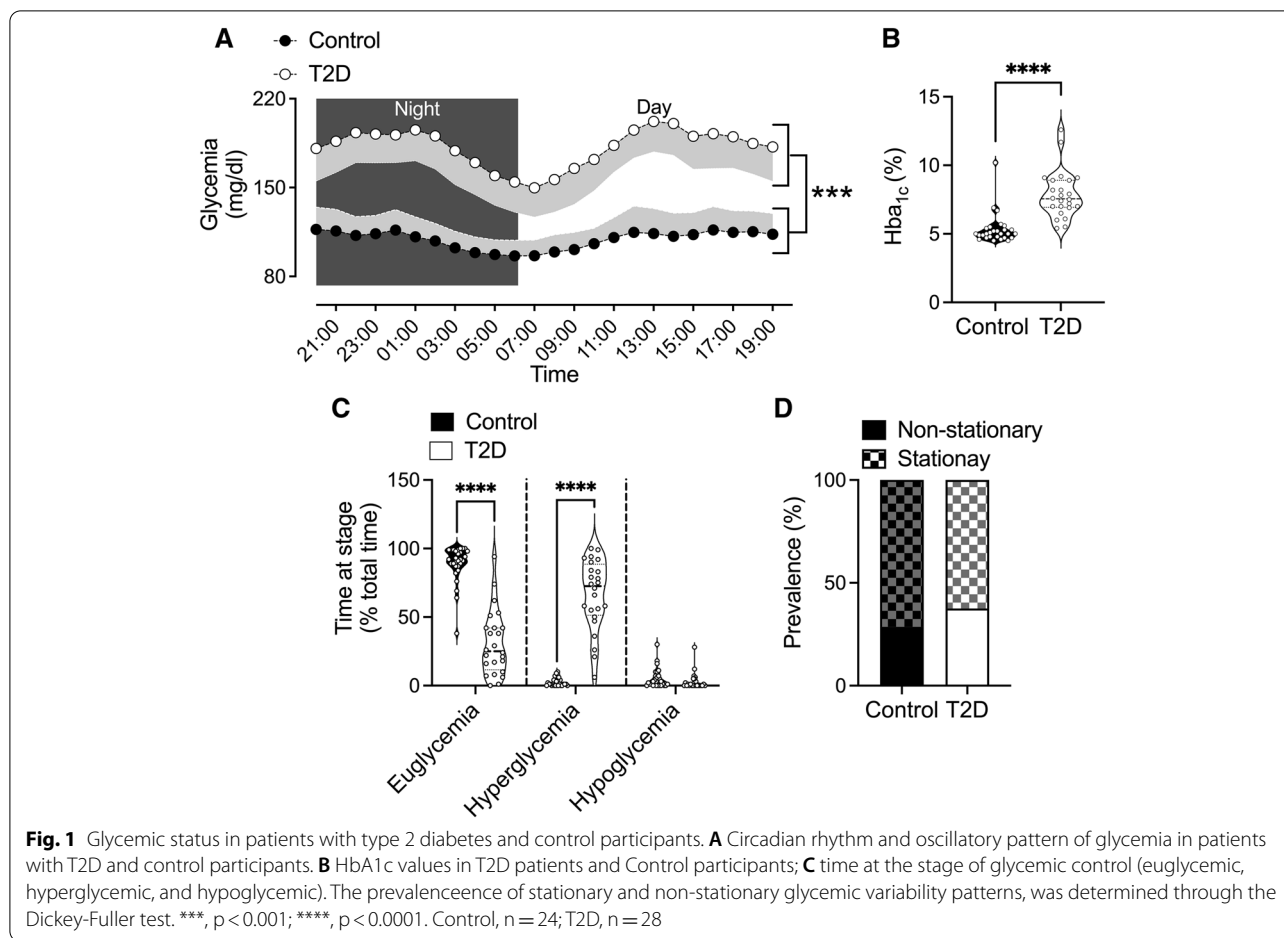 A
Control
T2D
Night
Day
Glycemia
(mg/dl)
220
150
80
***
21:00
23:00
01:00
03:00
05:00
07:00
09:00
11:00
13:00
15:00
17:00
19:00
Time
B
****
Hba1c (%)
15
10
5
0
Control T2D
C
Control
T2D
Time at stage
(% total time)
150
100
50
0
**** ****
Euglycemia
Hyperglycemia
Hypoglycemia
D
Non-stationary
Stationay
Prevalence (%)
100
50
0
Control T2D
Fig. 1 Glycemic status in patients with type 2 diabetes and control participants. A Circadian rhythm and oscillatory pattern of glycemia in patients
with T2D and control participants. B HbA1c values in T2D patients and Control participants; C time at the stage of glycemic control (euglycemic,
hyperglycemic, and hypoglycemic). The prevalenceence of stationary and non-stationary glycemic variability patterns, was determined through the
Dickey-Fuller test. ***, p < 0.001; ****, p < 0.0001. Control, n = 24; T2D, n = 28